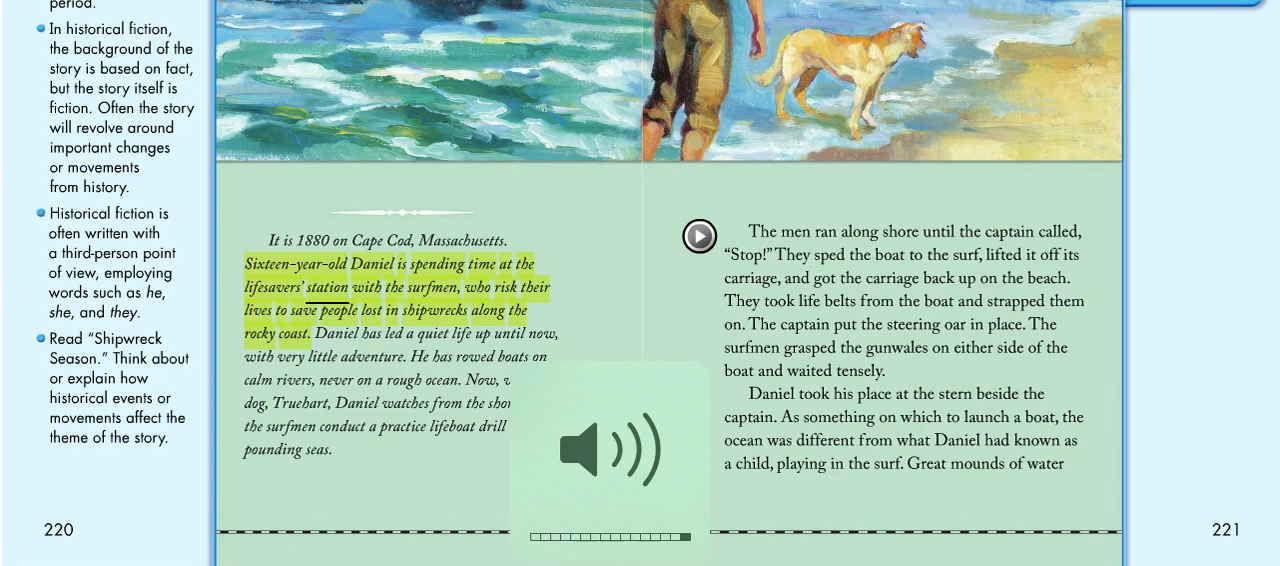 period.
In historical fiction,
the background of the
story is based on fact,
but the story itself is
fiction. Often the story
will revolve around
important changes
or movements
from history.
Historical fiction is
often written with
a third-person point
of view, employing
words such as he,
she, and they.
Read “Shipwreck
Season.” Think about
or explain how
historical events or
movements affect the
theme of the story.
220
It is 1880 on Cape Cod, Massachusetts.
Sixteen-year-old Daniel is spending time at the
lifesavers’ station with the surfmen, who risk their
lives to save people lost in shipwrecks along the
rocky coast. Daniel has led a quiet life up until now,
with very little adventure. He has rowed boats on
calm rivers, never on a rough ocean. Now,
dog, Truehart, Daniel watches from the
the surfmen conduct a practice lifeboat drill
pounding seas.
The men ran along shore until the captain called,
“Stop!” They sped the boat to the surf, lifted it off its
carriage, and got the carriage back up on the beach.
They took life belts from the boat and strapped them
on. The captain put the steering oar in place. The
surfmen grasped the gunwales on either side of the
boat and waited tensely.
Daniel took his place at the stern beside the
captain. As something on which to launch a boat, the
ocean was different from what Daniel had known as
a child, playing in the surf. Great mounds of water
221